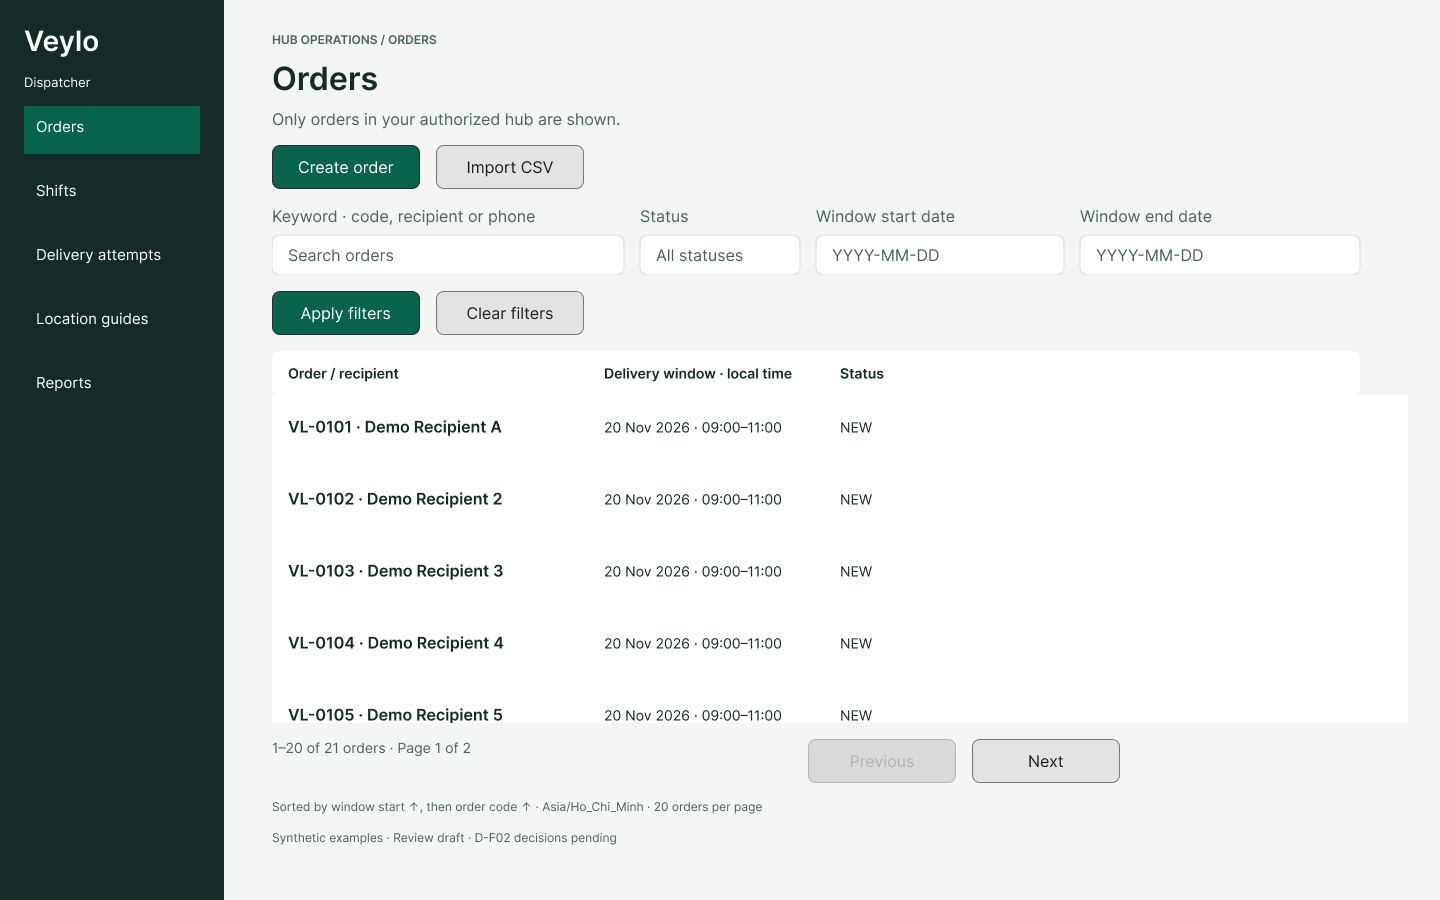 Veylo
Dispatcher
Orders
Shifts
Delivery attempts
Location guides
Reports
HUB OPERATIONS / ORDERS
Orders
Only orders in your authorized hub are shown.
Create order Import CSV
Keyword · code, recipient or phone Status Window start date Window end date
Search orders All statuses YYYY-MM-DD YYYY-MM-DD
Apply filters Clear filters
Order / recipient Delivery window · local time Status
VL-0101 · Demo Recipient A 20 Nov 2026 · 09:00–11:00 NEW
VL-0102 · Demo Recipient 2 20 Nov 2026 · 09:00–11:00 NEW
VL-0103 · Demo Recipient 3 20 Nov 2026 · 09:00–11:00 NEW
VL-0104 · Demo Recipient 4 20 Nov 2026 · 09:00–11:00 NEW
VL-0105 · Demo Recipient 5 20 Nov 2026 · 09:00–11:00 NEW
1–20 of 21 orders · Page 1 of 2 Previous Next
Sorted by window start ↑, then order code ↑ · Asia/Ho_Chi_Minh · 20 orders per page
Synthetic examples · Review draft · D-F02 decisions pending